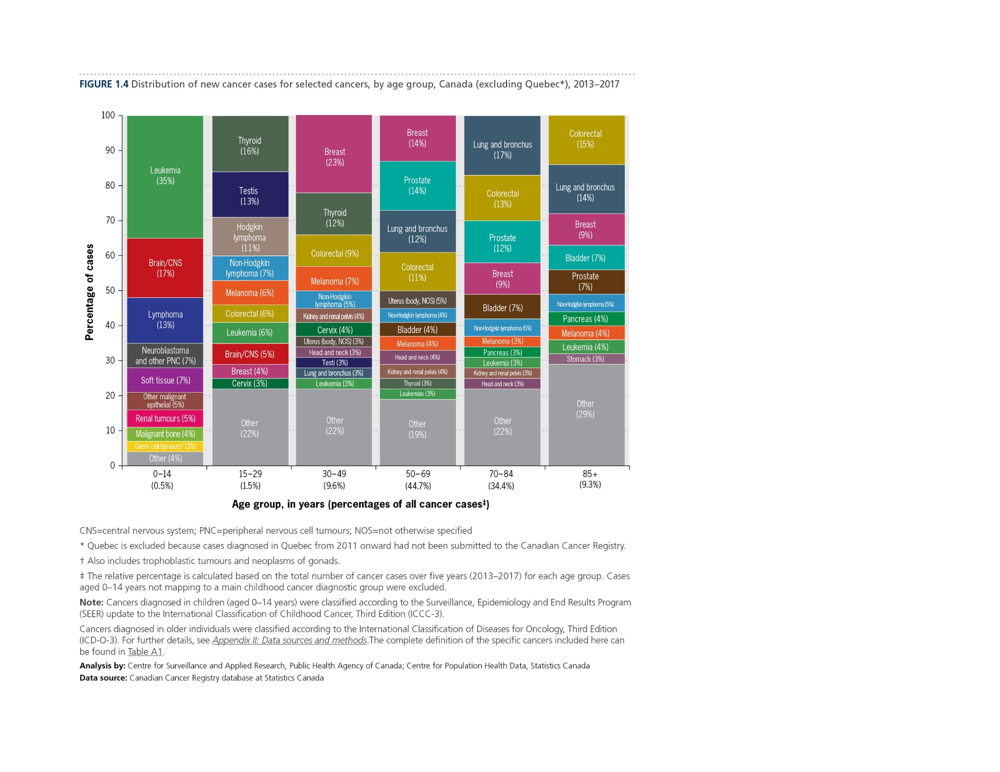 FIGURE 1.4 Distribution of new cancer cases for selected cancers, by age group, Canada (excluding Quebec*), 2013–2017
Percentage of cases
100
90
80
70
60
50
40
30
20
10
0
Leukemia
(35%)
Brain/CNS
(17%)
Lymphoma
(13%)
Neuroblastoma
and other PNC (7%)
Soft tissue (7%)
Other malignant
epithelial (5%)
Renal tumours (5%)
Malignant bone (4%)
Germ cell tumours† (3%)
Other (4%)
Thyroid
(16%)
Testis
(13%)
Hodgkin
lymphoma
(11%)
Non-Hodgkin
lymphoma (7%)
Melanoma (6%)
Colorectal (6%)
Leukemia (6%)
Brain/CNS (5%)
Breast (4%)
Cervix (3%)
Other
(22%)
Breast
(23%)
Thyroid
(12%)
Colorectal (9%)
Melanoma (7%)
Non-Hodgkin
lymphoma (5%)
Kidney and renal pelvis (4%)
Cervix (4%)
Uterus (body, NOS) (3%)
Head and neck (3%)
Testi (3%)
Lung and bronchus (3%)
Leukemia (3%)
Other
(22%)
Breast
(14%)
Prostate
(14%)
Lung and bronchus
(12%)
Colorectal
(11%)
Uterus (body, NOS) (5%)
Non-Hodgkin lymphoma (4%)
Bladder (4%)
Melanoma (4%)
Head and neck (4%)
Kidney and renal pelvis (4%)
Thyroid (3%)
Leukemias (3%)
Other
(19%)
Lung and bronchus
(17%)
Colorectal
(13%)
Prostate
(12%)
Breast
(9%)
Bladder (7%)
Non-Hodgkin lymphoma (5%)
Melanoma (3%)
Pancreas (3%)
Leukemia (3%)
Kidney and renal pelvis (3%)
Head and neck (3%)
Other
(22%)
Colorectal
(15%)
Lung and bronchus
(14%)
Breast
(9%)
Bladder (7%)
Prostate
(7%)
Non-Hodgkin lymphoma (5%)
Pancreas (4%)
Melanoma (4%)
Leukemia (4%)
Stomach (3%)
Other
(29%)
0–14 15–29 30–49 50–69 70–84 85+
(0.5%) (1.5%) (9.6%) (44.7%) (34.4%) (9.3%)
Age group, in years (percentages of all cancer cases‡)
CNS=central nervous system; PNC=peripheral nervous cell tumours; NOS=not otherwise specified
* Quebec is excluded because cases diagnosed in Quebec from 2011 onward had not been submitted to the Canadian Cancer Registry.
† Also includes trophoblastic tumours and neoplasms of gonads.
‡ The relative percentage is calculated based on the total number of cancer cases over five years (2013–2017) for each age group. Cases
aged 0–14 years not mapping to a main childhood cancer diagnostic group were excluded.
Note: Cancers diagnosed in children (aged 0–14 years) were classified according to the Surveillance, Epidemiology and End Results Program
(SEER) update to the International Classification of Childhood Cancer, Third Edition (ICCC-3).
Cancers diagnosed in older individuals were classified according to the International Classification of Diseases for Oncology, Third Edition
(ICD-O-3). For further details, see Appendix II: Data sources and methods.The complete definition of the specific cancers included here can
be found in Table A1.
Analysis by: Centre for Surveillance and Applied Research, Public Health Agency of Canada; Centre for Population Health Data, Statistics Canada
Data source: Canadian Cancer Registry database at Statistics Canada